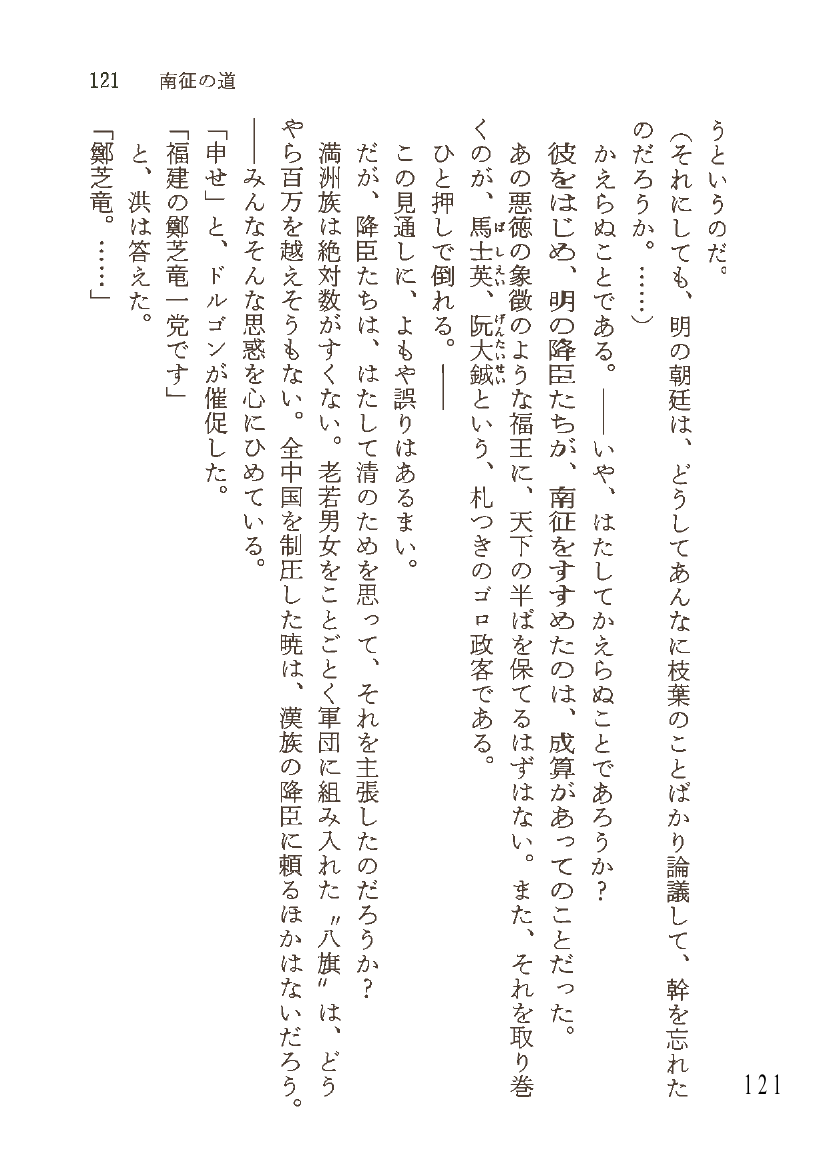 121　南征の道
うというのだ。
（それにしても、明の朝廷は、どうしてあんなに枝葉のことばかり論議して、幹を忘れた
のだろうか。……）
かえらぬことである。――いや、はたしてかえらぬことであろうか？
彼をはじめ、明の降臣たちが、南征をすすめたのは、成算があってのことだった。
あの悪徳の象徴のような福王に、天下の半ばを保てるはずはない。また、それを取り巻
くのが、馬士英、阮大鋮という、札つきのゴロ政客である。
ばしえい　げんたいせい
ひと押しで倒れる。――
この見通しに、よもや誤りはあるまい。
だが、降臣たちは、はたして清のためを思って、それを主張したのだろうか？
満洲族は絶対数がすくない。老若男女をことごとく軍団に組み入れた〝八旗〟は、どう
やら百万を越えそうもない。全中国を制圧した暁は、漢族の降臣に頼るほかはないだろう。
――みんなそんな思惑を心にひめている。
「申せ」と、ドルゴンが催促した。
「福建の鄭芝竜一党です」
と、洪は答えた。
「鄭芝竜。……」
121